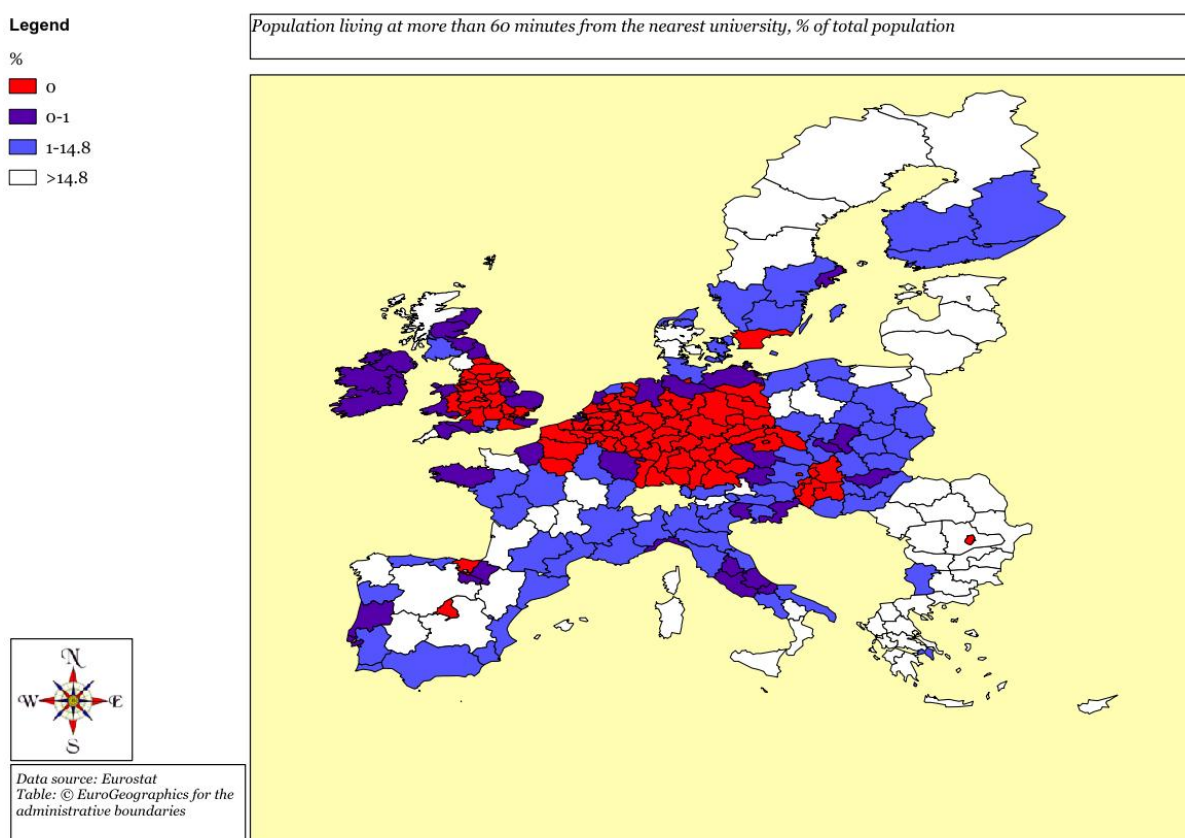 Legend
%
0
0-1
1-14.8
>14.8
Population living at more than 60 minutes from the nearest university, % of total population
N
W E
S
Data source: Eurostat
Table: © EuroGeographics for the
administrative boundaries